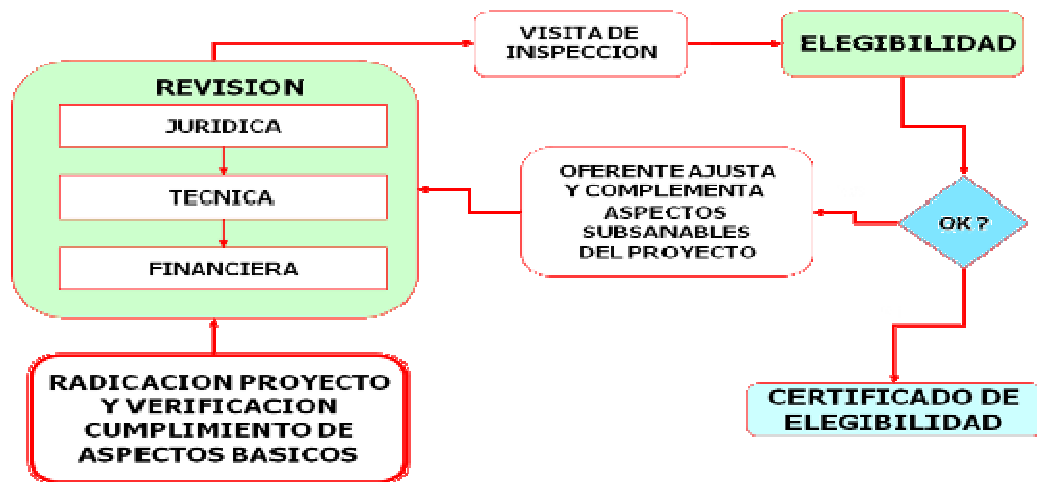 VISITA DE
INSPECCION
ELEGIBILIDAD
REVISION
JURIDICA
TECNICA
FINANCIERA
OFERENTE AJUSTA
Y COMPLEMENTA
ASPECTOS
SUBSANABLES
DEL PROYECTO
OK ?
RADICACION PROYECTO
Y VERIFICACION
CUMPLIMIENTO DE
ASPECTOS BASICOS
CERTIFICADO DE
ELEGIBILIDAD